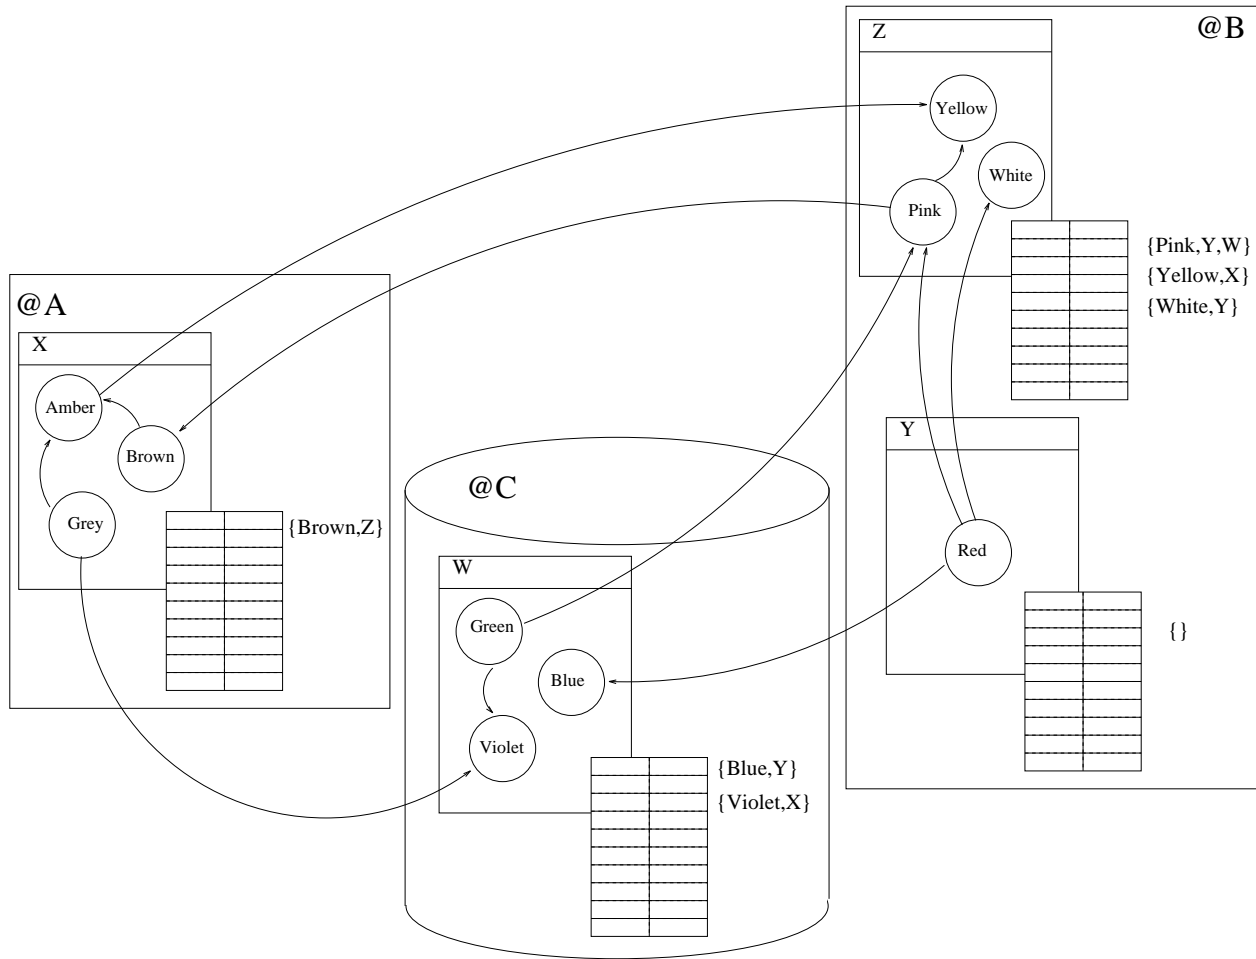 @A
X
Amber
Brown
Grey
{Brown,Z}
@C
W
Green
Blue
Violet
{Blue,Y}
{Violet,X}
@B
Z
Yellow
White
Pink
{Pink,Y,W}
{Yellow,X}
{White,Y}
Y
Red
{}